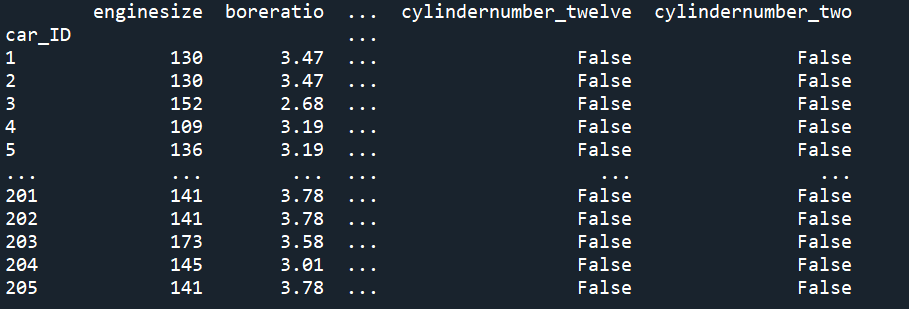 enginesize boreratio ... cylindernumber_twelve cylindernumber_two
car_ID ...
1 130 3.47 ... False False
2 130 3.47 ... False False
3 152 2.68 ... False False
4 109 3.19 ... False False
5 136 3.19 ... False False
... ... ... ... ... ...
201 141 3.78 ... False False
202 141 3.78 ... False False
203 173 3.58 ... False False
204 145 3.01 ... False False
205 141 3.78 ... False False